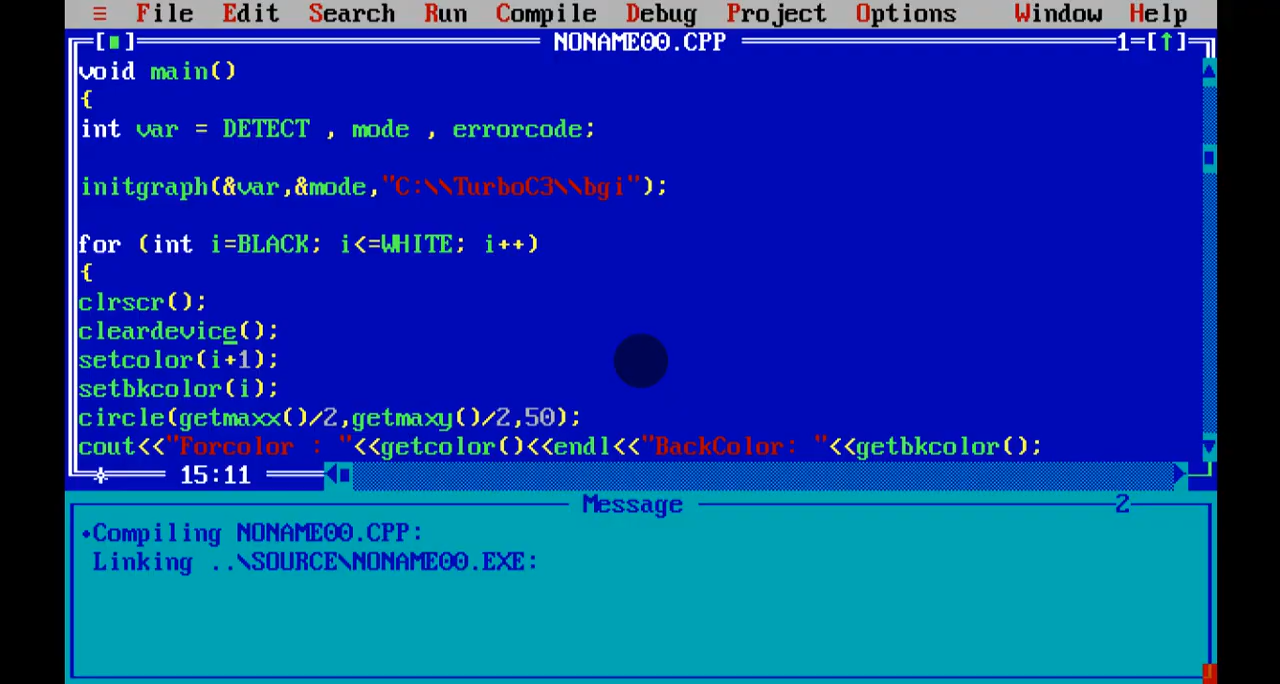 ≡ File Edit Search Run Compile Debug Project Options Window Help
[■] NONAME00.CPP 1=[↑]
void main()
{
int var = DETECT , mode , errorcode;
initgraph(&var,&mode,"C:\\TurboC3\\bgi");
for (int i=BLACK; i<=WHITE; i++)
{
clrscr();
cleardevice();
setcolor(i+1);
setbkcolor(i);
circle(getmaxx()/2,getmaxy()/2,50);
cout<<"Forcolor : "<<getcolor()<<endl<<"BackColor: "<<getbkcolor();
15:11
Message 2
•Compiling NONAME00.CPP:
Linking ..\SOURCE\NONAME00.EXE: